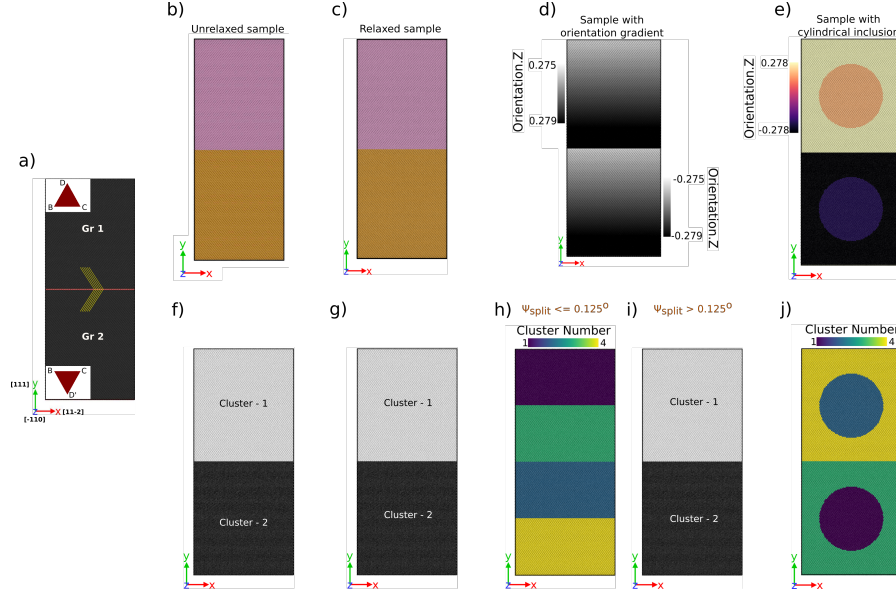 a)
D
B
C
Gr 1
Gr 2
B
C
D'
[111]
y
z
x
[11-2]
[-110]
b)
Unrelaxed sample
y
z
x
c)
Relaxed sample
y
z
x
d)
Sample with
orientation gradient
Orientation.Z
0.275
0.279
-0.275
-0.279
Orientation.Z
y
z
x
e)
Sample with
cylindrical inclusion
Orientation.Z
0.278
-0.278
y
z
x
f)
Cluster - 1
Cluster - 2
y
z
x
g)
Cluster - 1
Cluster - 2
y
z
x
h)
Ψsplit <= 0.125o
Cluster Number
1
4
y
z
x
i)
Ψsplit > 0.125o
Cluster - 1
Cluster - 2
y
z
x
j)
Cluster Number
1
4
y
z
x